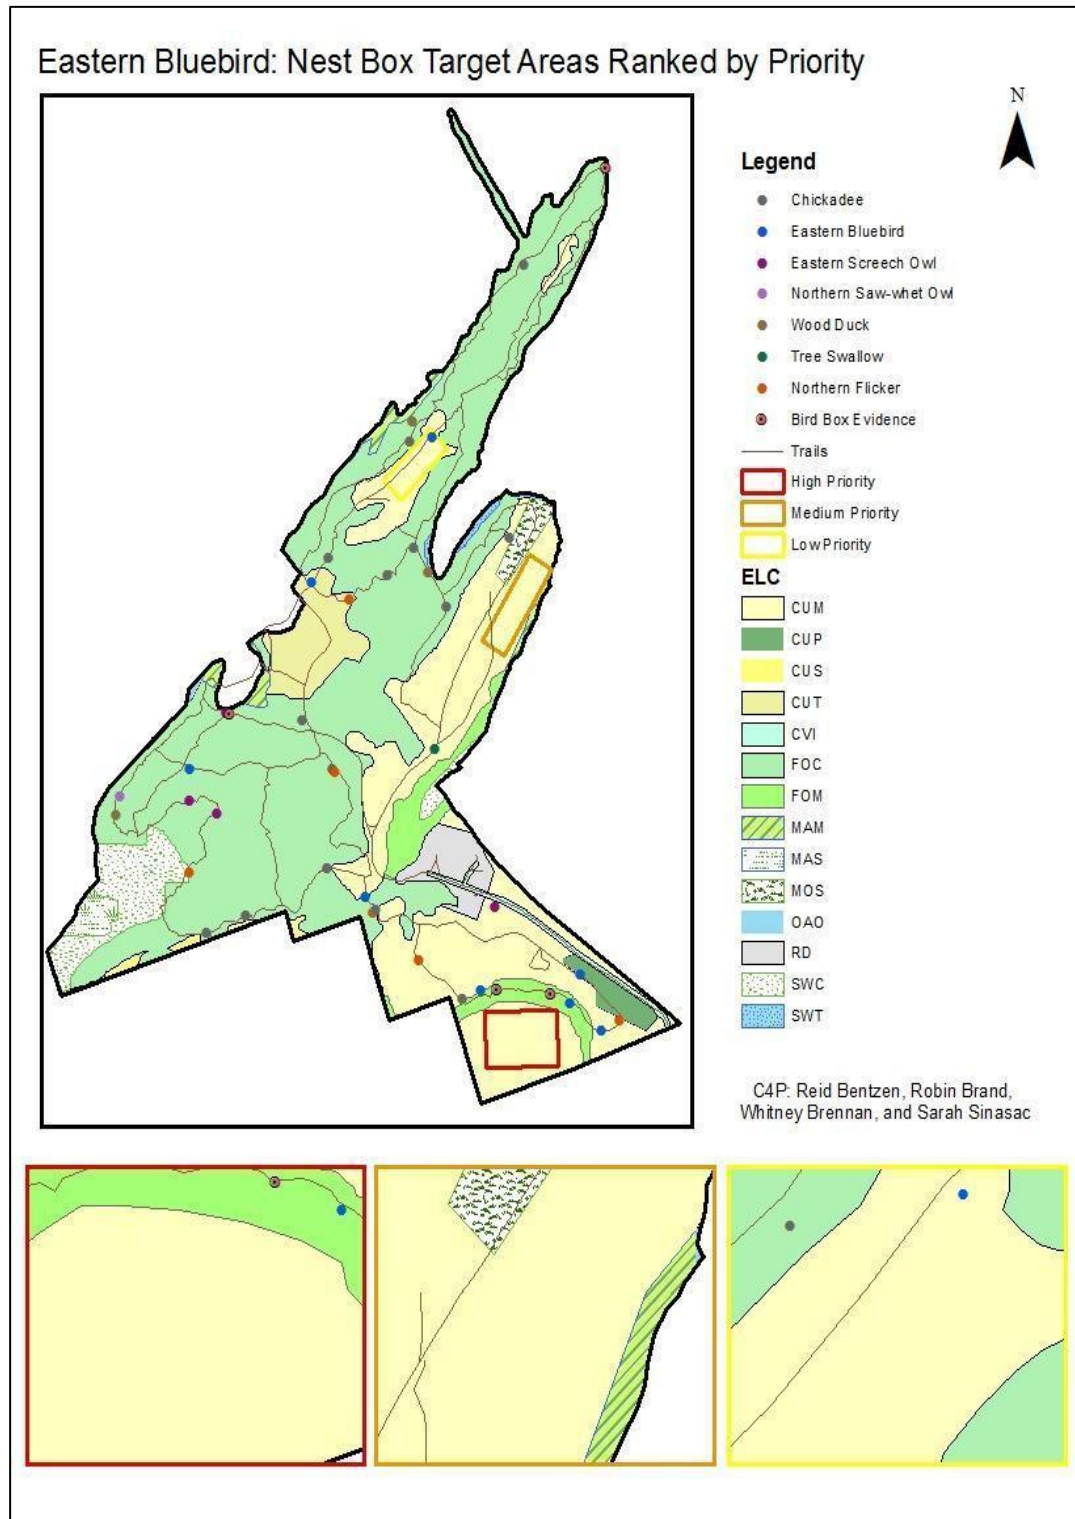 Eastern Bluebird: Nest Box Target Areas Ranked by Priority
N
Legend
Chickadee
Eastern Bluebird
Eastern Screech Owl
Northern Saw-whet Owl
Wood Duck
Tree Swallow
Northern Flicker
Bird Box Evidence
Trails
High Priority
Medium Priority
Low Priority
ELC
CUM
CUP
CUS
CUT
CVI
FOC
FOM
MAM
MAS
MOS
OAO
RD
SWC
SWT
C4P: Reid Bentzen, Robin Brand,
Whitney Brennan, and Sarah Sinasac